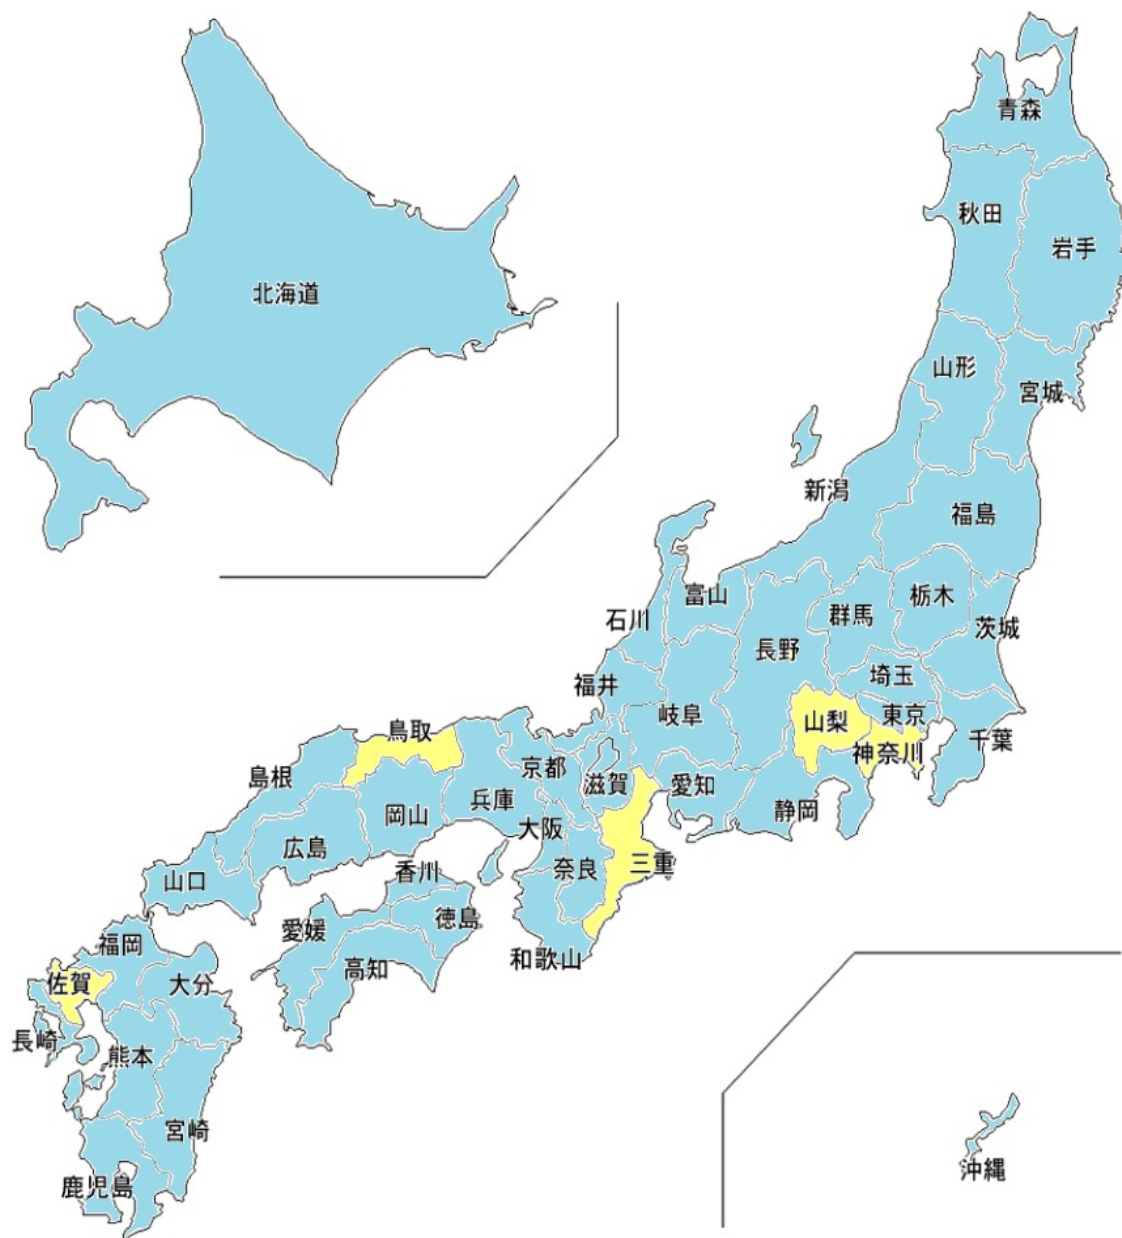 青森
秋田
岩手
北海道
山形
宮城
新潟
福島
富山
栃木
石川
群馬
茨城
長野
福井
埼玉
岐阜
山梨
東京
鳥取
神奈川
千葉
島根
京都
滋賀
愛知
兵庫
岡山
静岡
大阪
広島
奈良
三重
香川
山口
徳島
愛媛
福岡
和歌山
高知
佐賀
大分
長崎
熊本
宮崎
沖縄
鹿児島